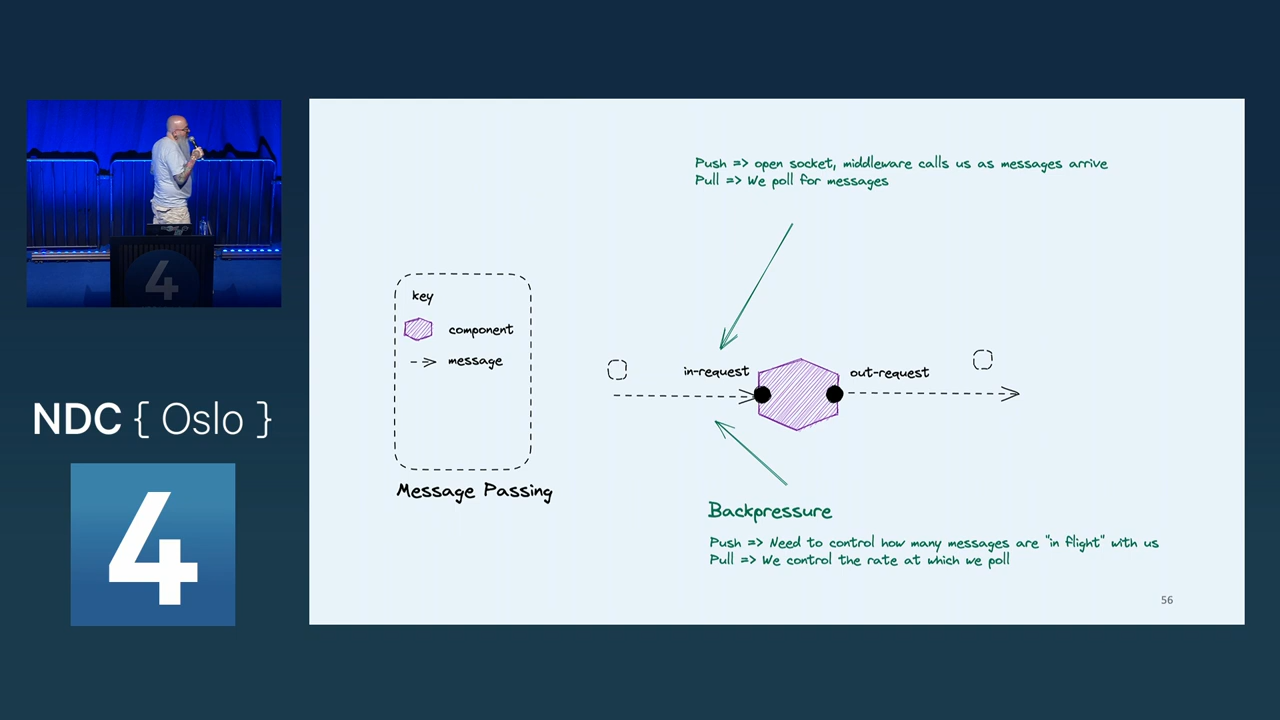 Push => open socket, middleware calls us as messages arrive
Pull => We poll for messages
key
component
message
in-request
out-request
Message Passing
Backpressure
Push => Need to control how many messages are "in flight" with us
Pull => We control the rate at which we poll
56
NDC { Oslo }
4
4